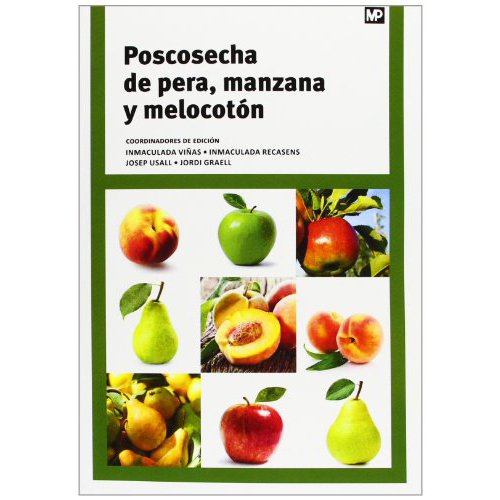 MP
Poscosecha
de pera, manzana
y melocotón
COORDINADORES DE EDICIÓN
INMACULADA VIÑAS • INMACULADA RECASENS
JOSEP USALL • JORDI GRAELL